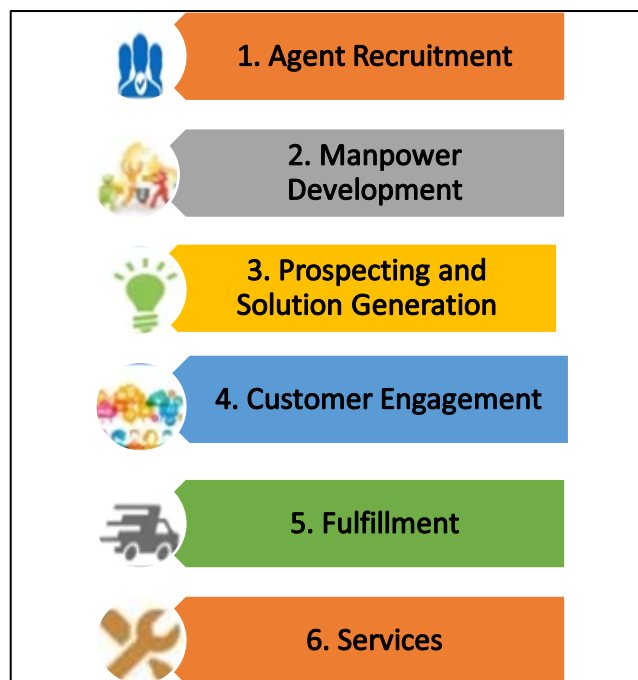 1. Agent Recruitment
2. Manpower
Development
3. Prospecting and
Solution Generation
4. Customer Engagement
5. Fulfillment
6. Services